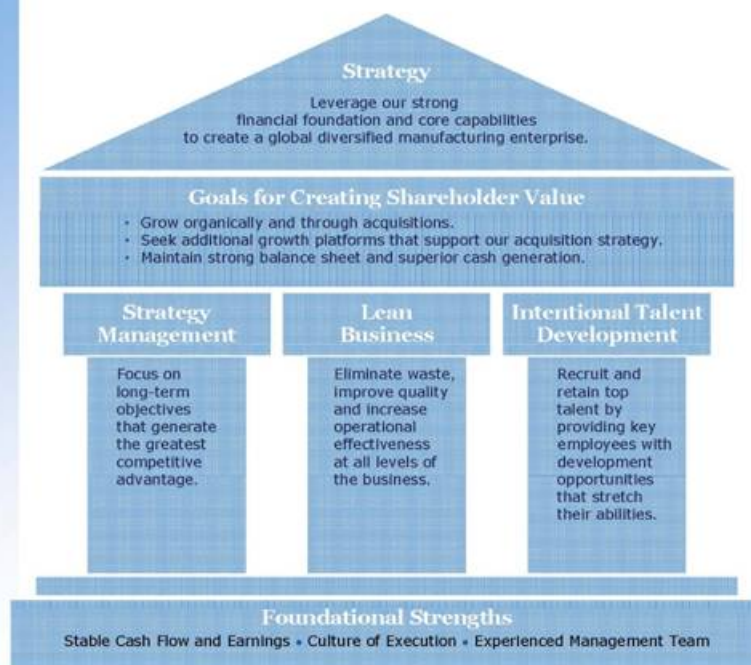 Strategy
Leverage our strong
financial foundation and core capabilities
to create a global diversified manufacturing enterprise.
Goals for Creating Shareholder Value
• Grow organically and through acquisitions.
• Seek additional growth platforms that support our acquisition strategy.
• Maintain strong balance sheet and superior cash generation.
Strategy
Management
Focus on
long-term
objectives
that generate
the greatest
competitive
advantage.
Lean
Business
Eliminate waste,
improve quality
and increase
operational
effectiveness
at all levels of
the business.
Intentional Talent
Development
Recruit and
retain top
talent by
providing key
employees with
development
opportunities
that stretch
their abilities.
Foundational Strengths
Stable Cash Flow and Earnings • Culture of Execution • Experienced Management Team